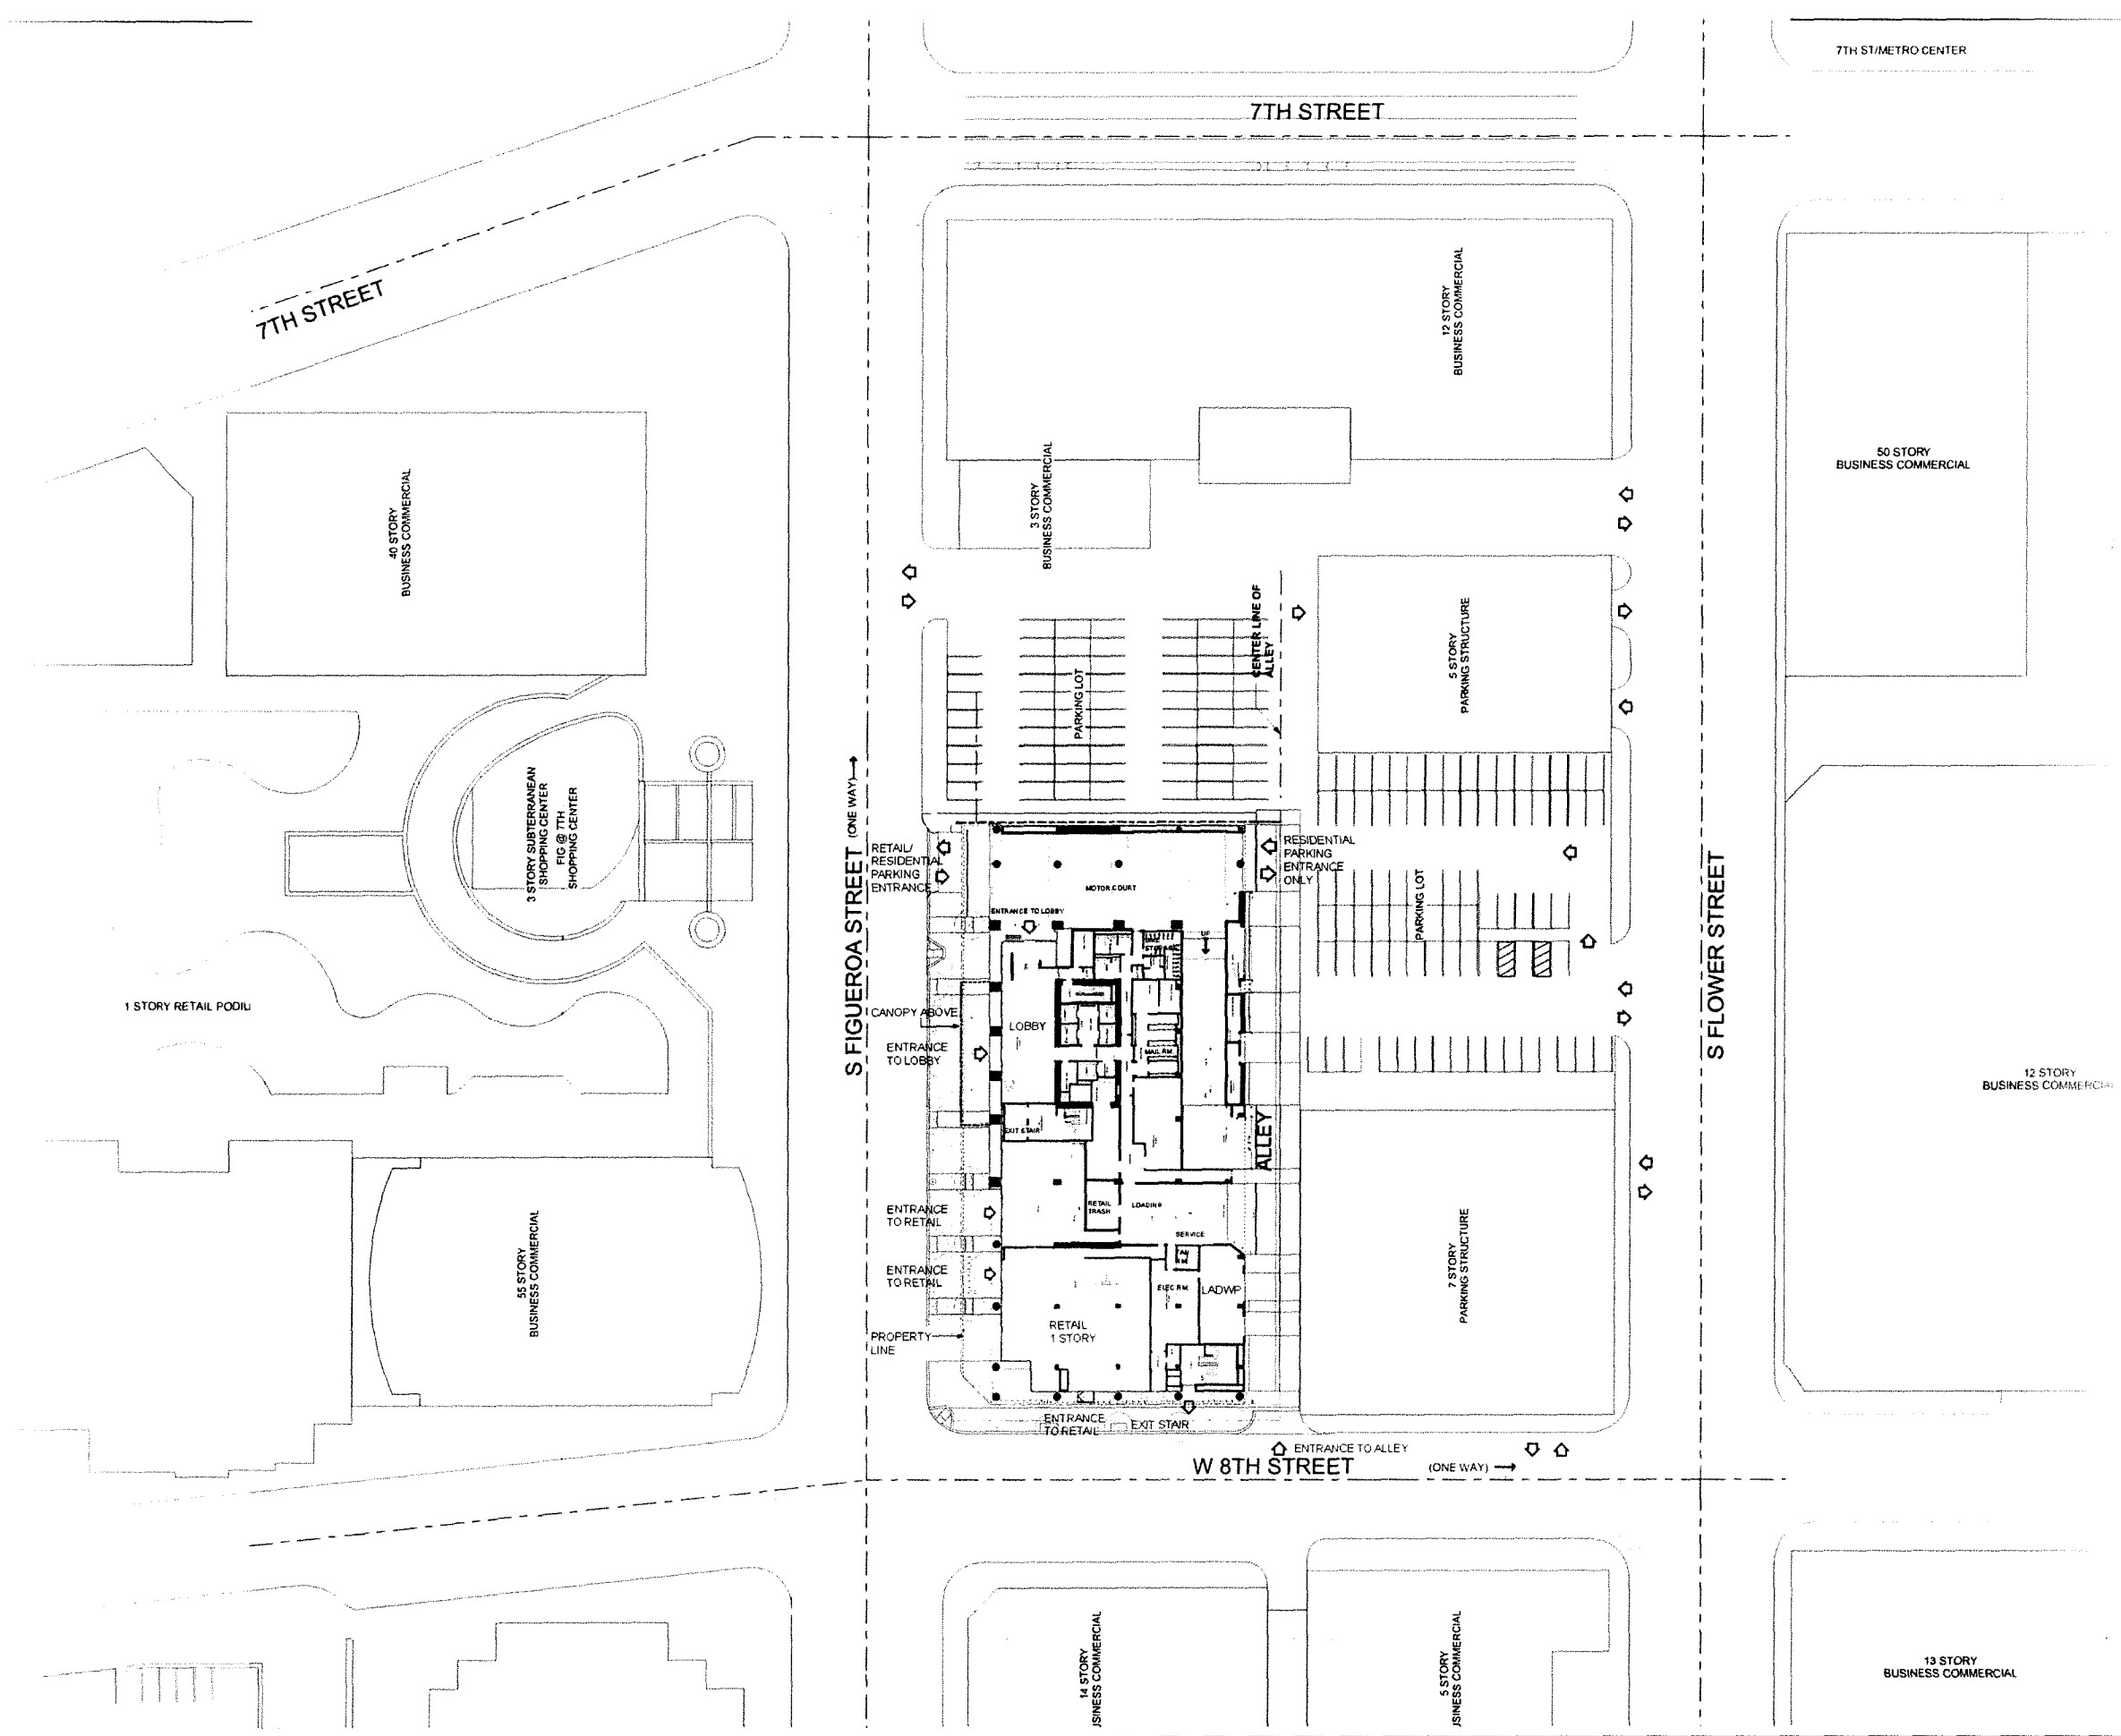 7TH ST/METRO CENTER
7TH STREET
7TH STREET
12 STORY
BUSINESS COMMERCIAL
50 STORY
BUSINESS COMMERCIAL
3 STORY
BUSINESS COMMERCIAL
40 STORY
BUSINESS COMMERCIAL
CENTER LINE OF
ALLEY
5 STORY
PARKING STRUCTURE
PARKING LOT
3 STORY SUBTERRANEAN
SHOPPING CENTER
FIG @ 7TH
SHOPPING CENTER
S FIGUEROA STREET (ONE WAY)
RETAIL/
RESIDENTIAL
PARKING
ENTRANCE
RESIDENTIAL
PARKING
ENTRANCE
ONLY
MOTOR COURT
ENTRANCE TO LOBBY
UP
PARKING LOT
S FLOWER STREET
1 STORY RETAIL PODIU
CANOPY ABOVE
LOBBY
ENTRANCE
TO LOBBY
MAIL RM.
12 STORY
BUSINESS COMMERCIAL
EXIT STAIR
ALLEY
RETAIL
TRASH
LOADING
ENTRANCE
TO RETAIL
SERVICE
55 STORY
BUSINESS COMMERCIAL
7 STORY
PARKING STRUCTURE
ENTRANCE
TO RETAIL
FAN
RM.
ELEC RM.
LADWP
RETAIL
1 STORY
PROPERTY
LINE
ENTRANCE
TO RETAIL
EXIT STAIR
ENTRANCE TO ALLEY
W 8TH STREET
(ONE WAY)
14 STORY
JSINESS COMMERCIAL
5 STORY
JSINESS COMMERCIAL
13 STORY
BUSINESS COMMERCIAL